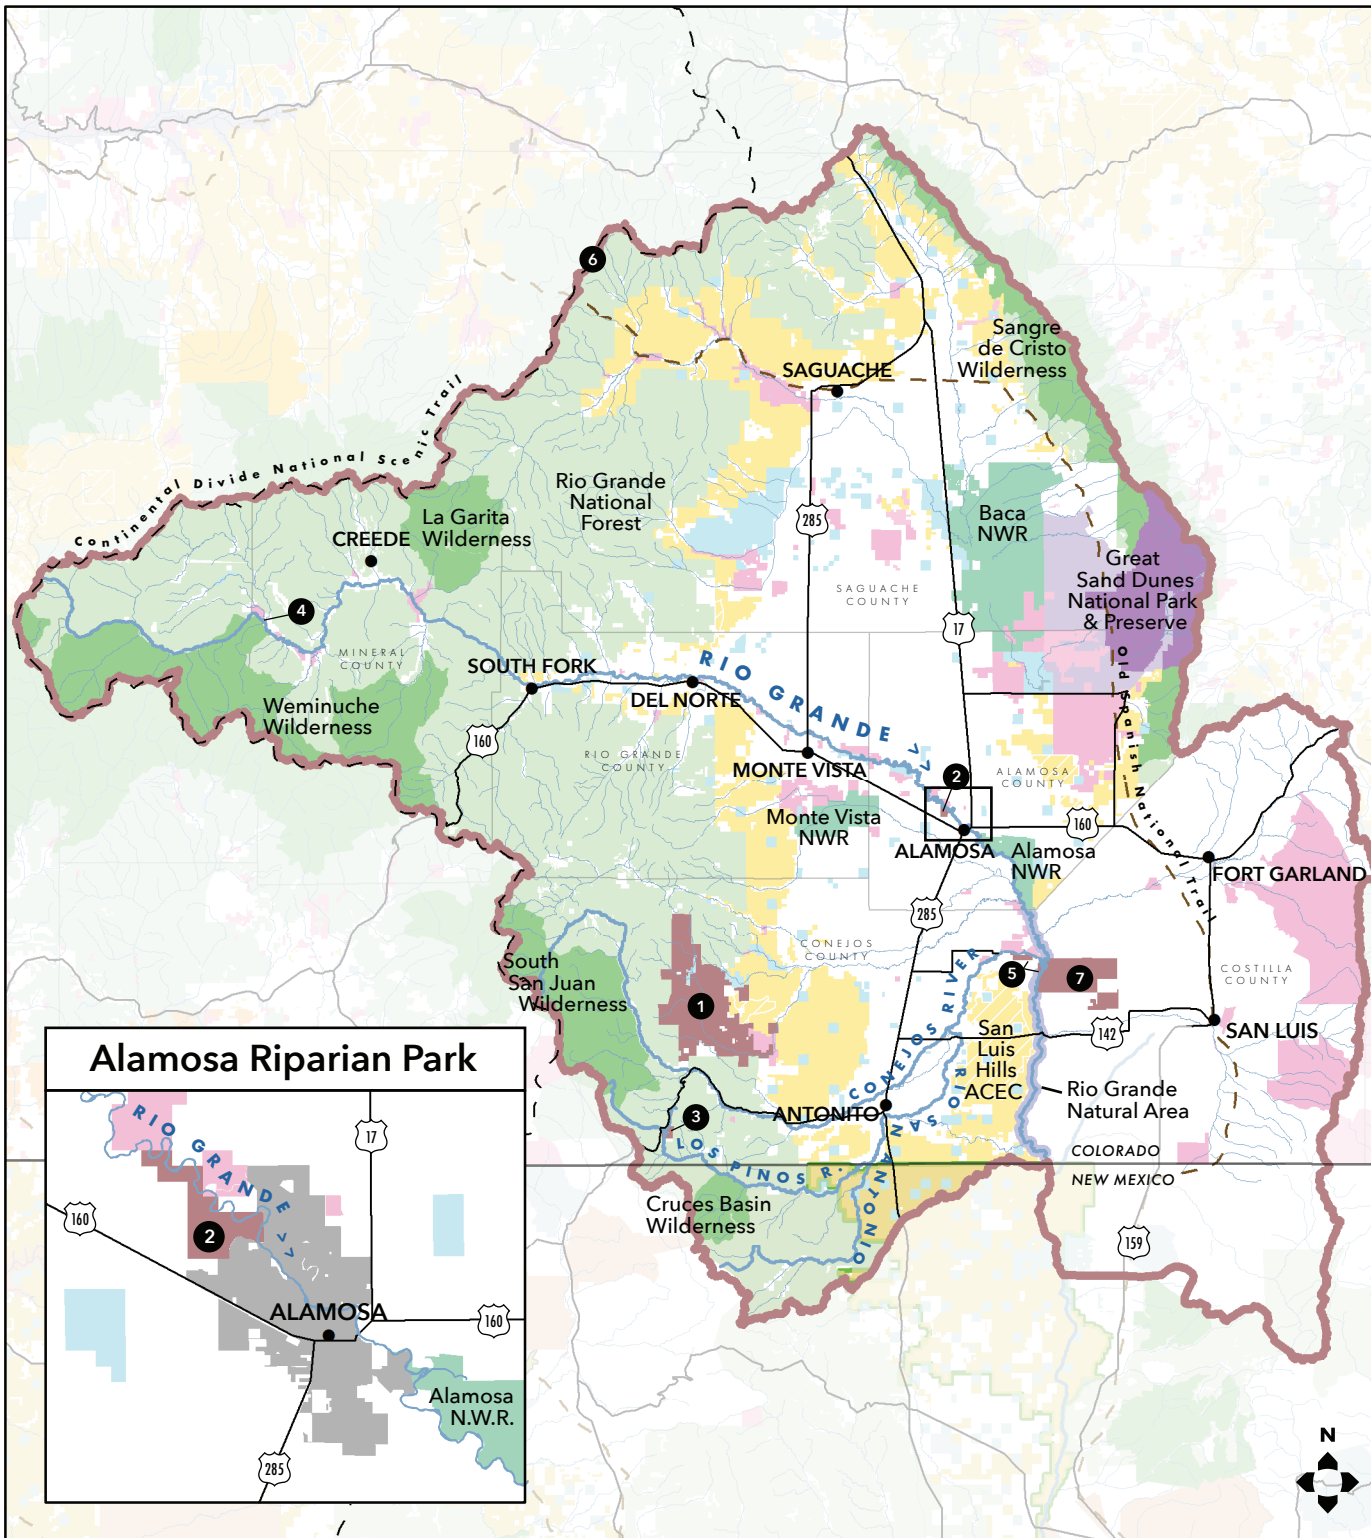 6
Sangre
de Cristo
Wilderness
SAGUACHE
Continental Divide National Scenic Trail
Rio Grande
National
Forest
La Garita
Wilderness
CREEDE
285
Baca
NWR
Great
Sahd Dunes
National Park
& Preserve
SAGUACHE
COUNTY
4
17
MINERAL
COUNTY
SOUTH FORK
RIO GRANDE >>
DEL NORTE
Old Spanish National Trail
Weminuche
Wilderness
160
RIO GRANDE
COUNTY
MONTE VISTA
2
ALAMOSA
COUNTY
Monte Vista
NWR
160
ALAMOSA
Alamosa
NWR
FORT GARLAND
285
CONEJOS
COUNTY
South
San Juan
Wilderness
1
CONEJOS RIVER
5
7
COSTILLA
COUNTY
San
Luis
Hills
ACEC
142
SAN LUIS
RIO SAN ANTONIO
Rio Grande
Natural Area
ANTONITO
3
LOS PINOS R.
COLORADO
NEW MEXICO
Cruces Basin
Wilderness
159
Alamosa Riparian Park
RIO GRANDE >>
17
160
2
ALAMOSA
160
Alamosa
N.W.R.
285
N